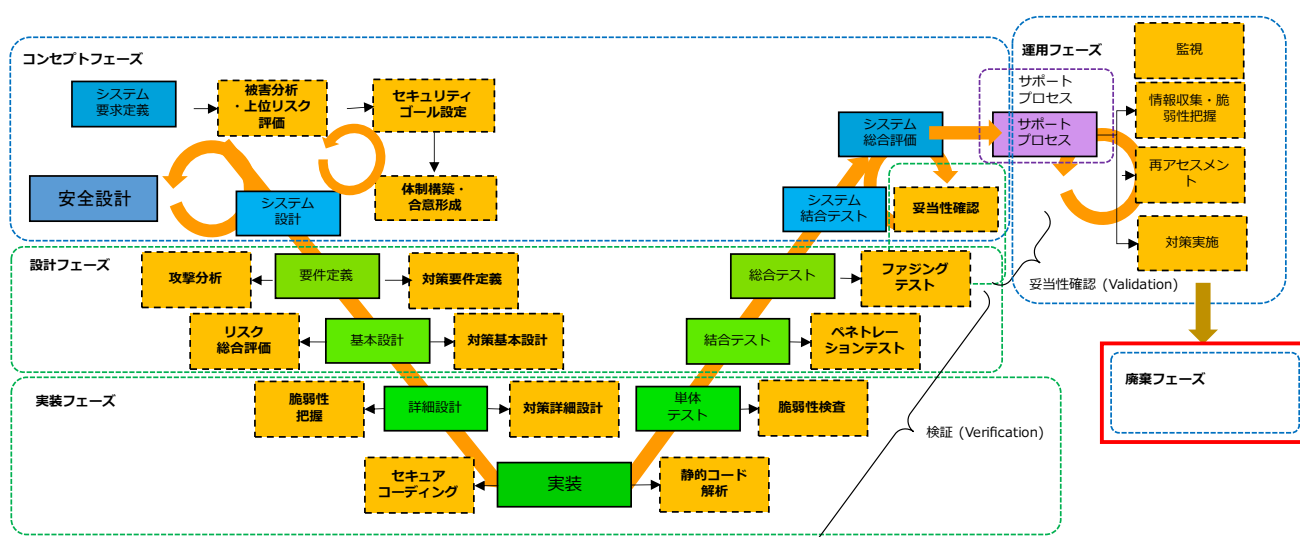 コンセプトフェーズ
システム
要求定義
被害分析
・上位リスク
評価
セキュリティ
ゴール設定
安全設計
システム
設計
体制構築・
合意形成
システム
総合評価
システム
結合テスト
妥当性確認
運用フェーズ
サポート
プロセス
サポート
プロセス
監視
情報収集・脆
弱性把握
再アセスメン
ト
対策実施
設計フェーズ
攻撃分析
要件定義
対策要件定義
総合テスト
ファジング
テスト
妥当性確認 (Validation)
リスク
総合評価
基本設計
対策基本設計
結合テスト
ペネトレー
ションテスト
実装フェーズ
脆弱性
把握
詳細設計
対策詳細設計
単体
テスト
脆弱性検査
検証 (Verification)
廃棄フェーズ
セキュア
コーディング
実装
静的コード
解析